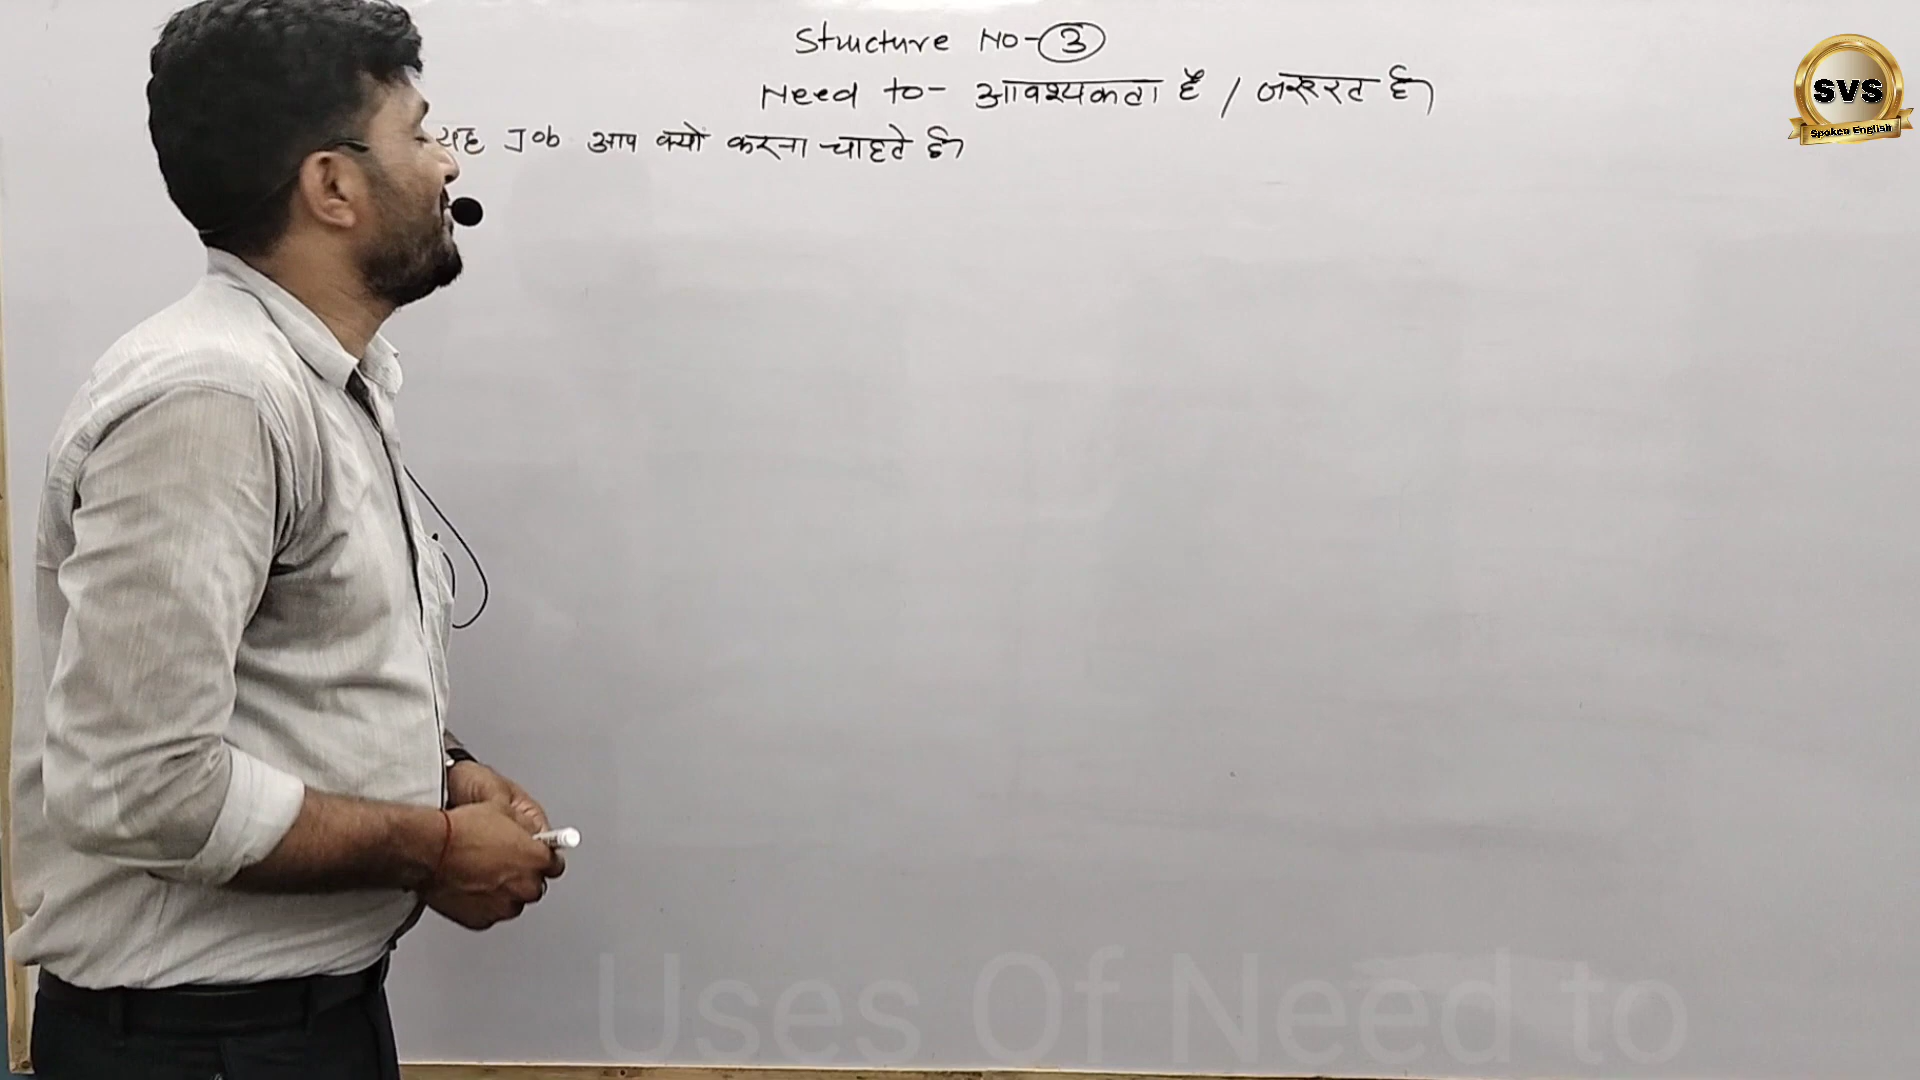 Structure No-3
Need to- आवश्यकता है / जरूरत है।
यह Job आप क्यों करना चाहते है।
SVS
Spoken English
Uses Of Need to